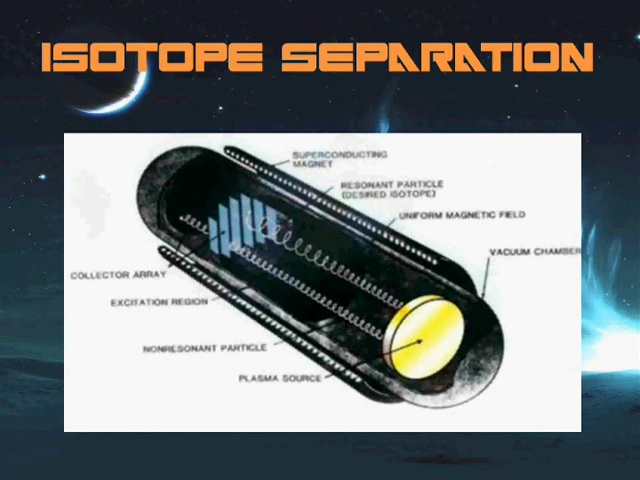 ISOTOPE SEPARATION
SUPERCONDUCTING
MAGNET
RESONANT PARTICLE
(DESIRED ISOTOPE)
UNIFORM MAGNETIC FIELD
VACUUM CHAMBER
COLLECTOR ARRAY
EXCITATION REGION
NONRESONANT PARTICLE
PLASMA SOURCE